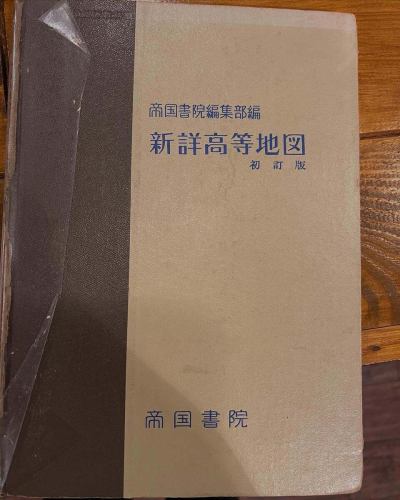 帝国書院編集部編
新詳高等地図
初訂版
帝国書院